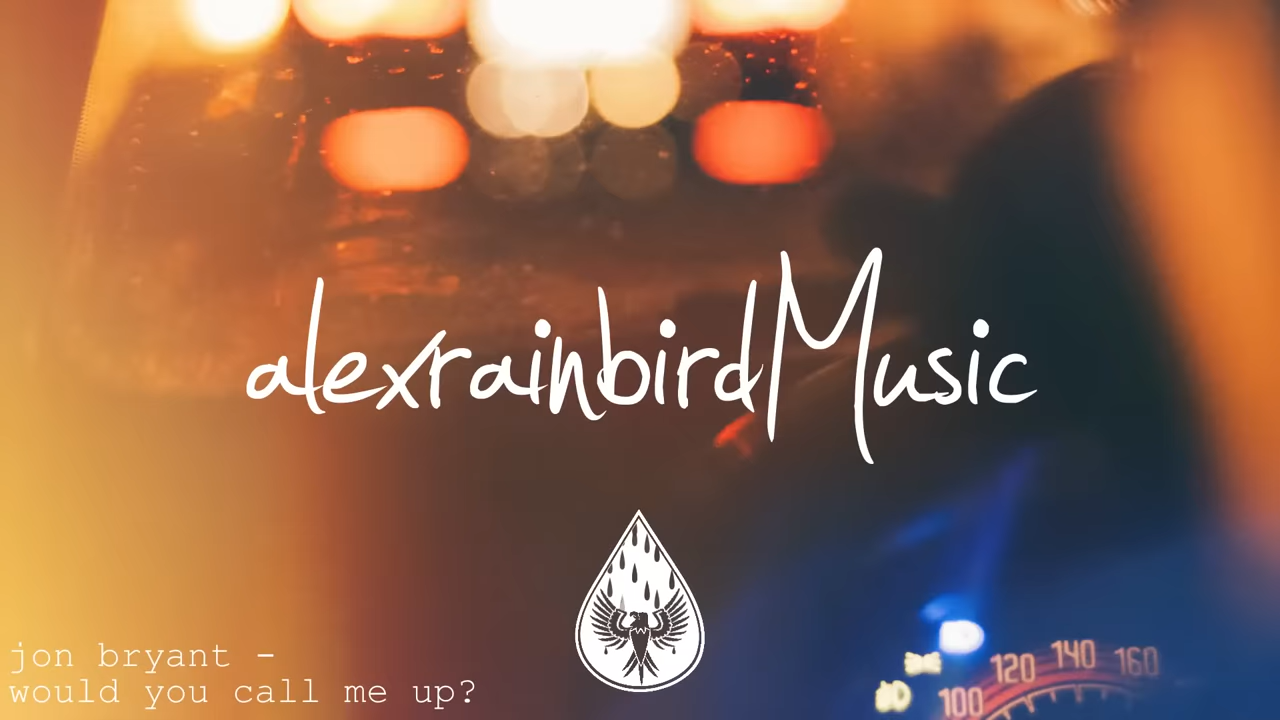 alexrainbirdMusic
jon bryant -
would you call me up?
120 140 160
100